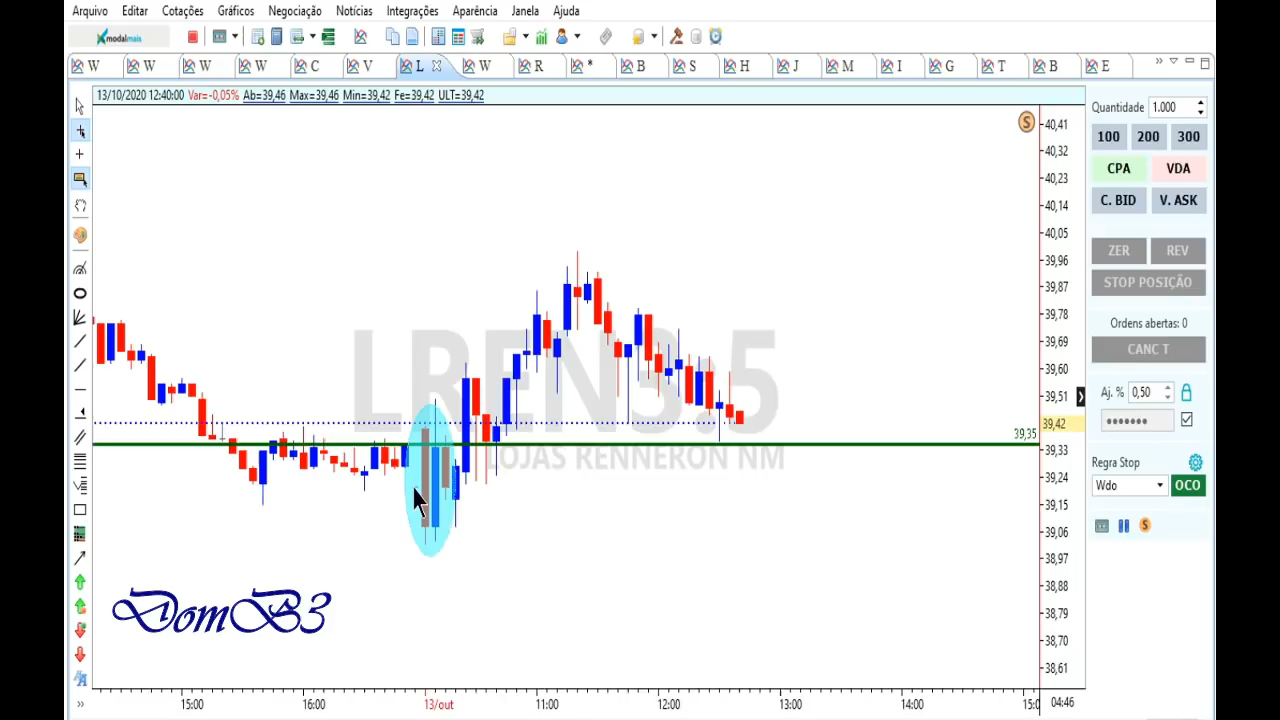 Arquivo Editar Cotações Gráficos Negociação Notícias Integrações Aparência Janela Ajuda
modalmais
W W W W C V L W R * B S H J M I G T B E
13/10/2020 12:40:00 Var=-0,05% Ab=39,46 Max=39,46 Min=39,42 Fe=39,42 ULT=39,42
LREN3:5
LOJAS RENNERON NM
DomB3
S
40,41
40,32
40,23
40,14
40,05
39,96
39,87
39,78
39,69
39,60
39,51
39,42
39,35
39,33
39,24
39,15
39,06
38,97
38,88
38,79
38,70
38,61
15:00 16:00 13/out 11:00 12:00 13:00 14:00 15:0 04:46
Quantidade 1.000
100 200 300
CPA VDA
C. BID V. ASK
ZER REV
STOP POSIÇÃO
Ordens abertas: 0
CANC T
Aj. % 0,50
Regra Stop
Wdo OCO
S